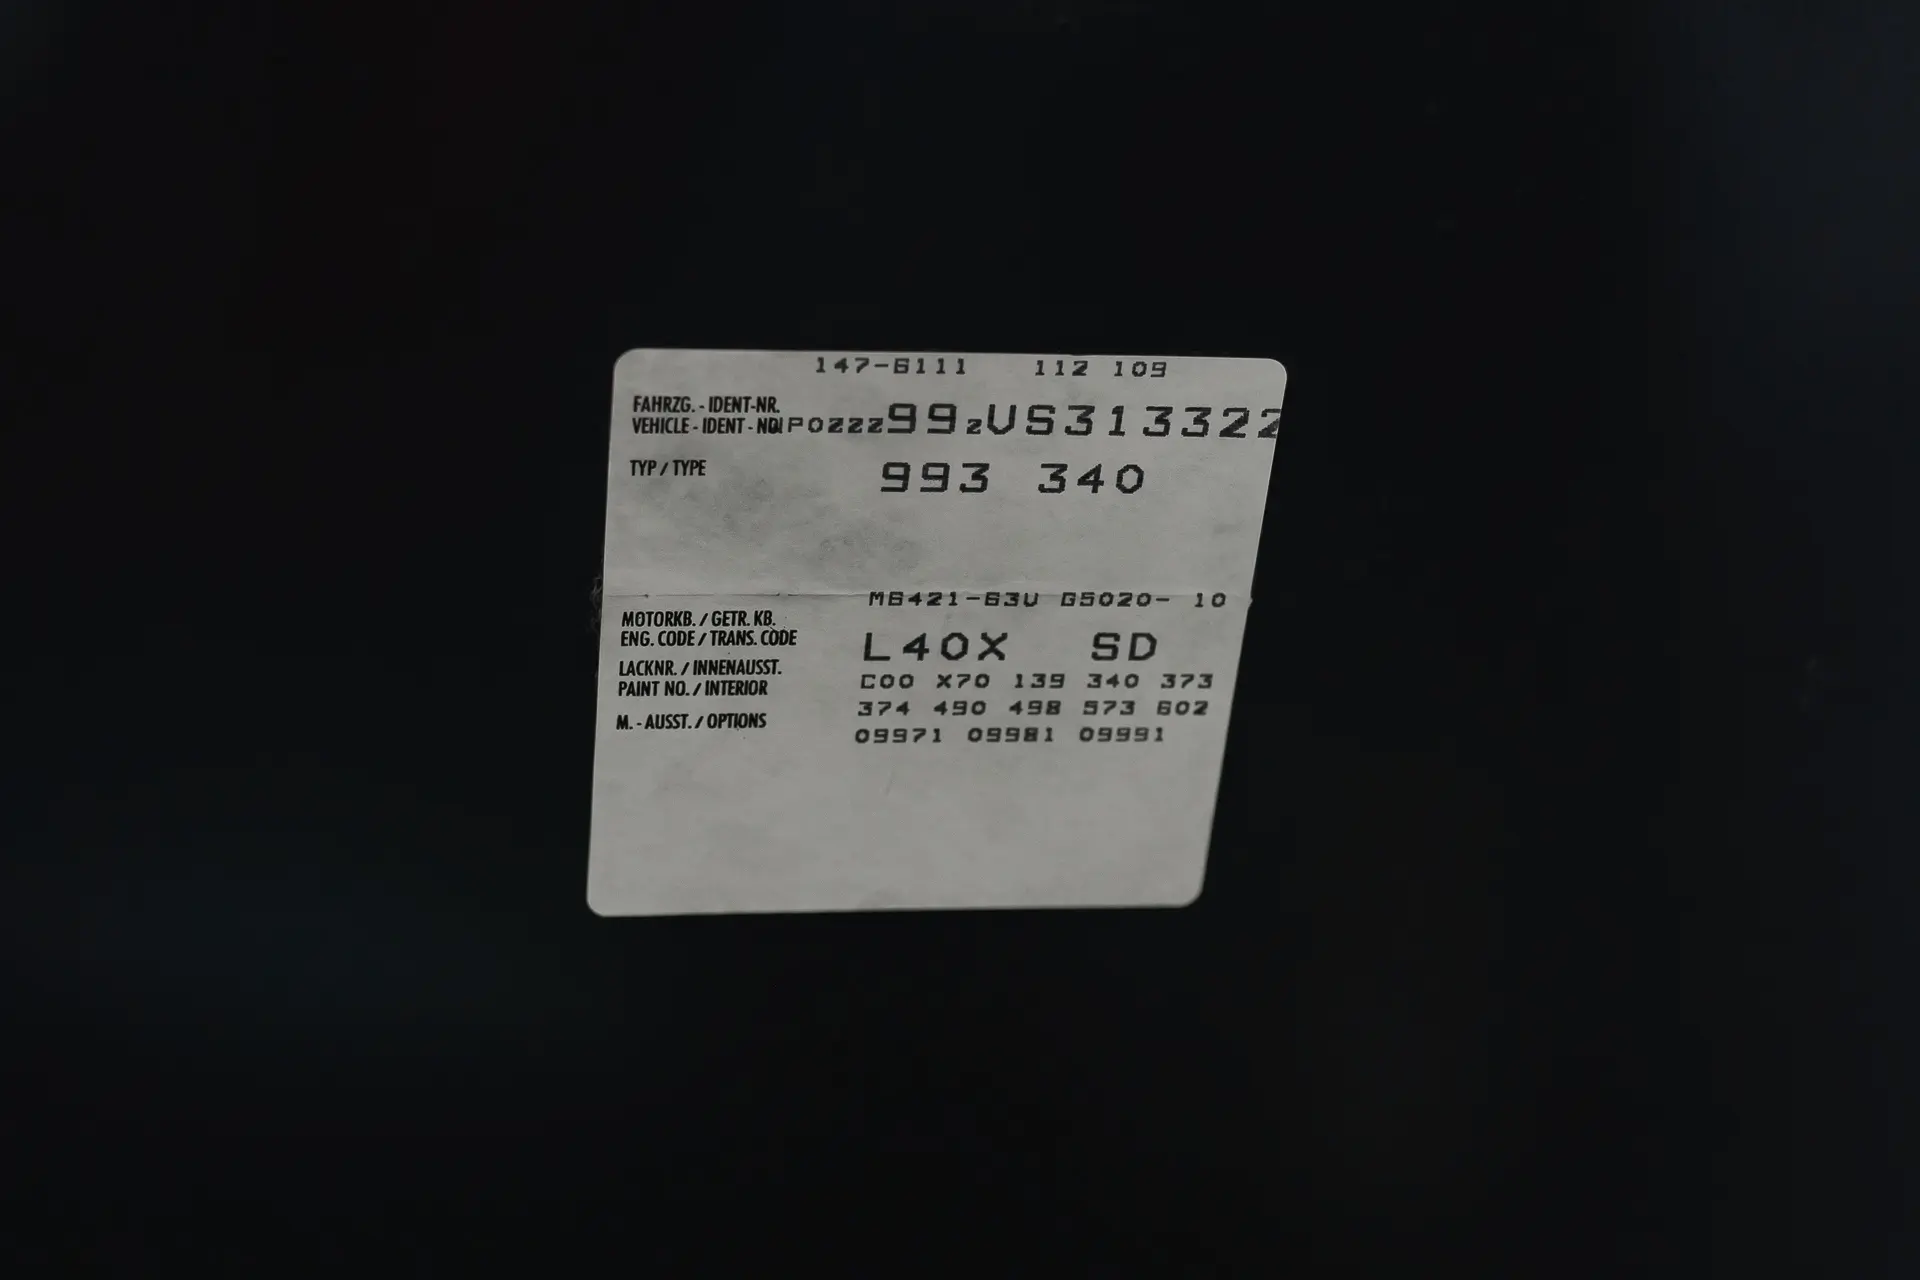 147-6111 112 109
FAHRZG. - IDENT-NR.
VEHICLE - IDENT - NO. WP0ZZZ99ZVS313322
TYP / TYPE 993 340
M6421-63U G5020- 10
MOTORKB. / GETR. KB.
ENG. CODE / TRANS. CODE
L40X SD
LACKNR. / INNENAUSST.
PAINT NO. / INTERIOR
C00 X70 139 340 373
M. - AUSST. / OPTIONS
374 490 498 573 602
09971 09981 09991